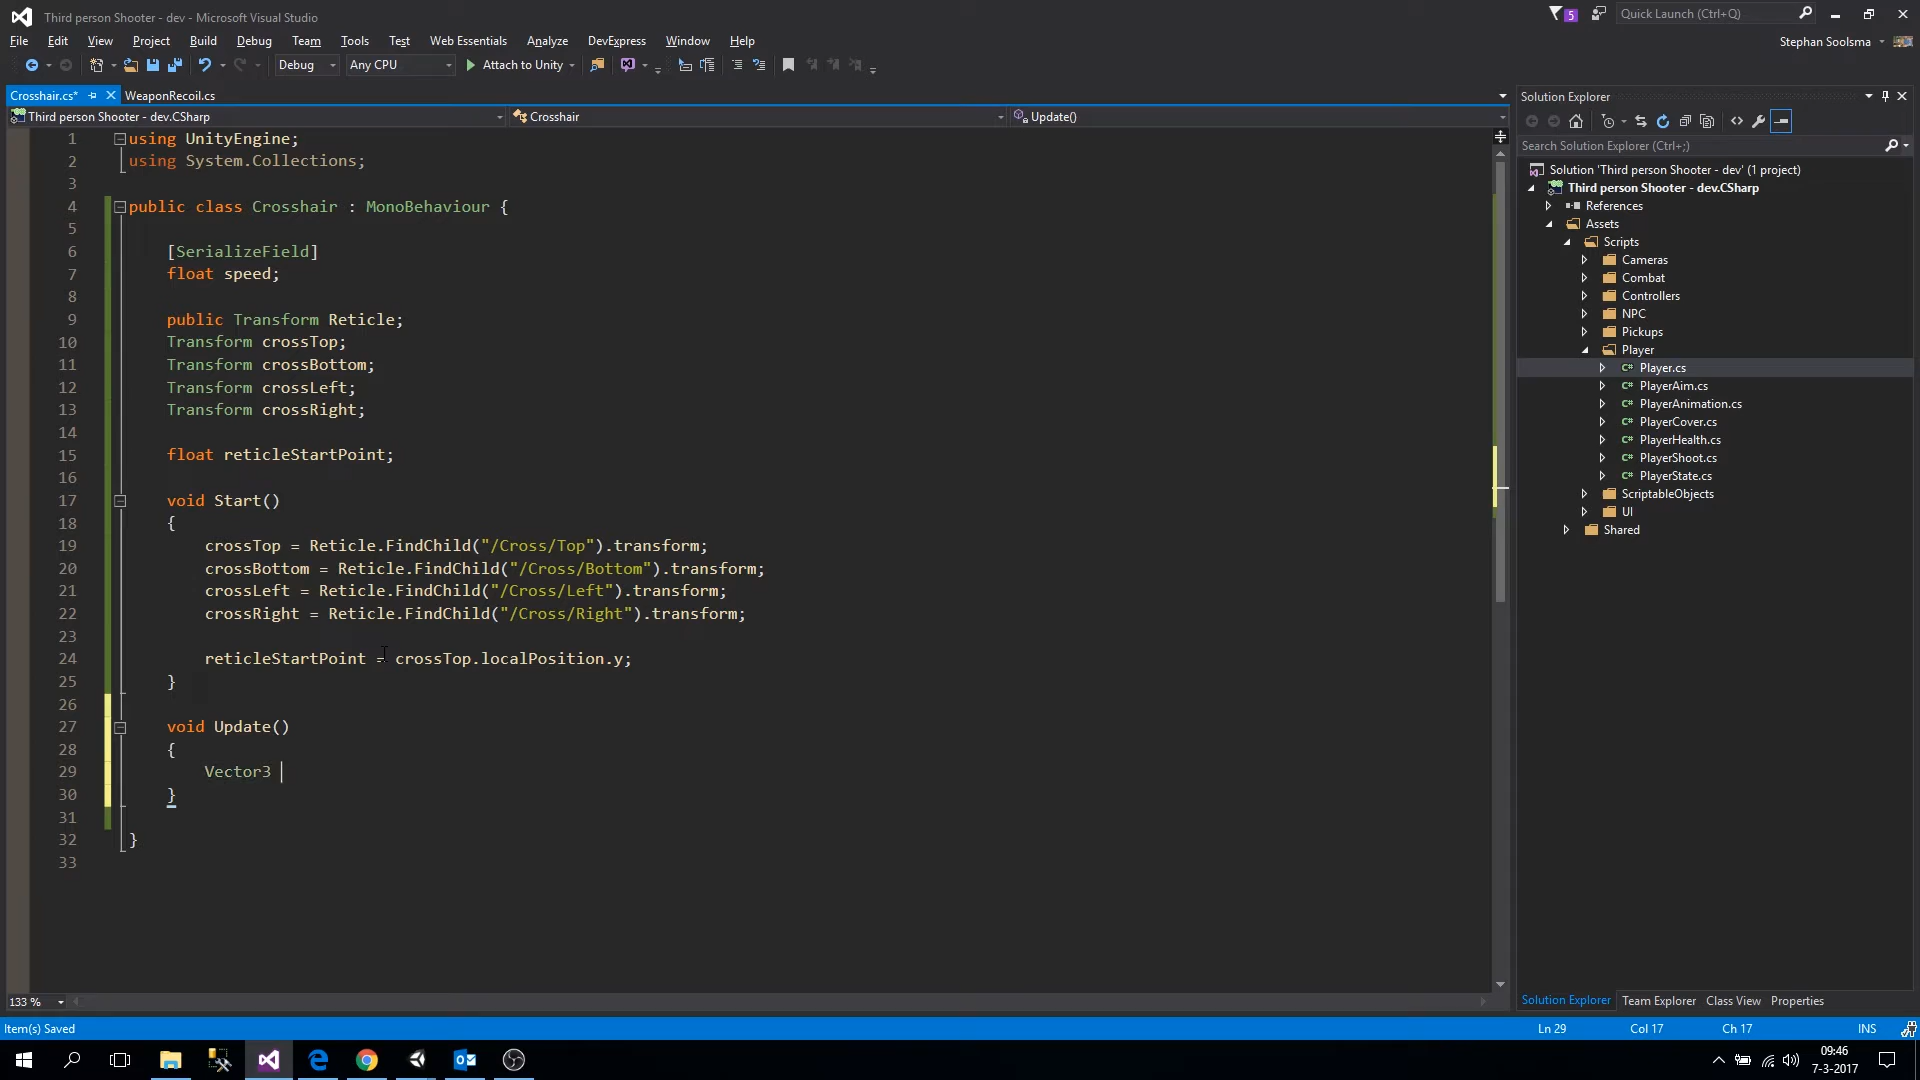 Third person Shooter - dev - Microsoft Visual Studio
5
Quick Launch (Ctrl+Q)
File Edit View Project Build Debug Team Tools Test Web Essentials Analyze DevExpress Window Help
Stephan Soolsma
Debug Any CPU Attach to Unity
Crosshair.cs* WeaponRecoil.cs
Third person Shooter - dev.CSharp Crosshair Update()
1 using UnityEngine;
2 using System.Collections;
3
4 public class Crosshair : MonoBehaviour {
5
6 [SerializeField]
7 float speed;
8
9 public Transform Reticle;
10 Transform crossTop;
11 Transform crossBottom;
12 Transform crossLeft;
13 Transform crossRight;
14
15 float reticleStartPoint;
16
17 void Start()
18 {
19 crossTop = Reticle.FindChild("/Cross/Top").transform;
20 crossBottom = Reticle.FindChild("/Cross/Bottom").transform;
21 crossLeft = Reticle.FindChild("/Cross/Left").transform;
22 crossRight = Reticle.FindChild("/Cross/Right").transform;
23
24 reticleStartPoint = crossTop.localPosition.y;
25 }
26
27 void Update()
28 {
29 Vector3
30 }
31
32 }
33
133 %
Solution Explorer
Search Solution Explorer (Ctrl+;)
Solution 'Third person Shooter - dev' (1 project)
Third person Shooter - dev.CSharp
References
Assets
Scripts
Cameras
Combat
Controllers
NPC
Pickups
Player
C# Player.cs
C# PlayerAim.cs
C# PlayerAnimation.cs
C# PlayerCover.cs
C# PlayerHealth.cs
C# PlayerShoot.cs
C# PlayerState.cs
ScriptableObjects
UI
Shared
Solution Explorer Team Explorer Class View Properties
Item(s) Saved Ln 29 Col 17 Ch 17 INS
09:46
7-3-2017